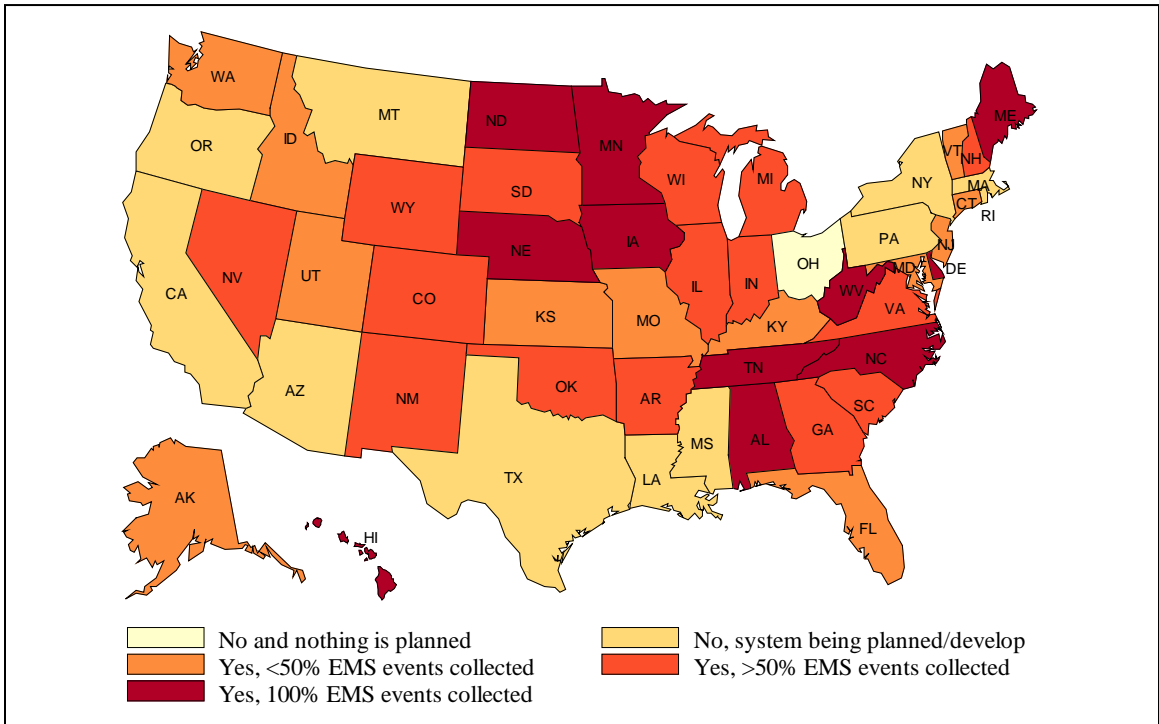 WA
MT
ND
ME
OR
ID
MN
VT
NH
SD
WI
MI
NY
MA
WY
CT
RI
NE
IA
PA
NJ
NV
UT
OH
MD
DE
CA
CO
IL
IN
WV
VA
KS
MO
KY
AZ
NM
OK
AR
TN
NC
SC
MS
AL
GA
TX
LA
AK
FL
HI
No and nothing is planned
No, system being planned/develop
Yes, <50% EMS events collected
Yes, >50% EMS events collected
Yes, 100% EMS events collected